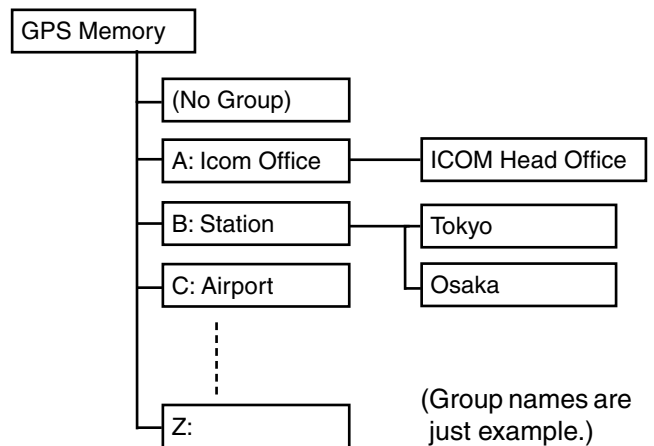 GPS Memory
(No Group)
A: Icom Office
ICOM Head Office
B: Station
Tokyo
C: Airport
Osaka
Z:
(Group names are
just example.)